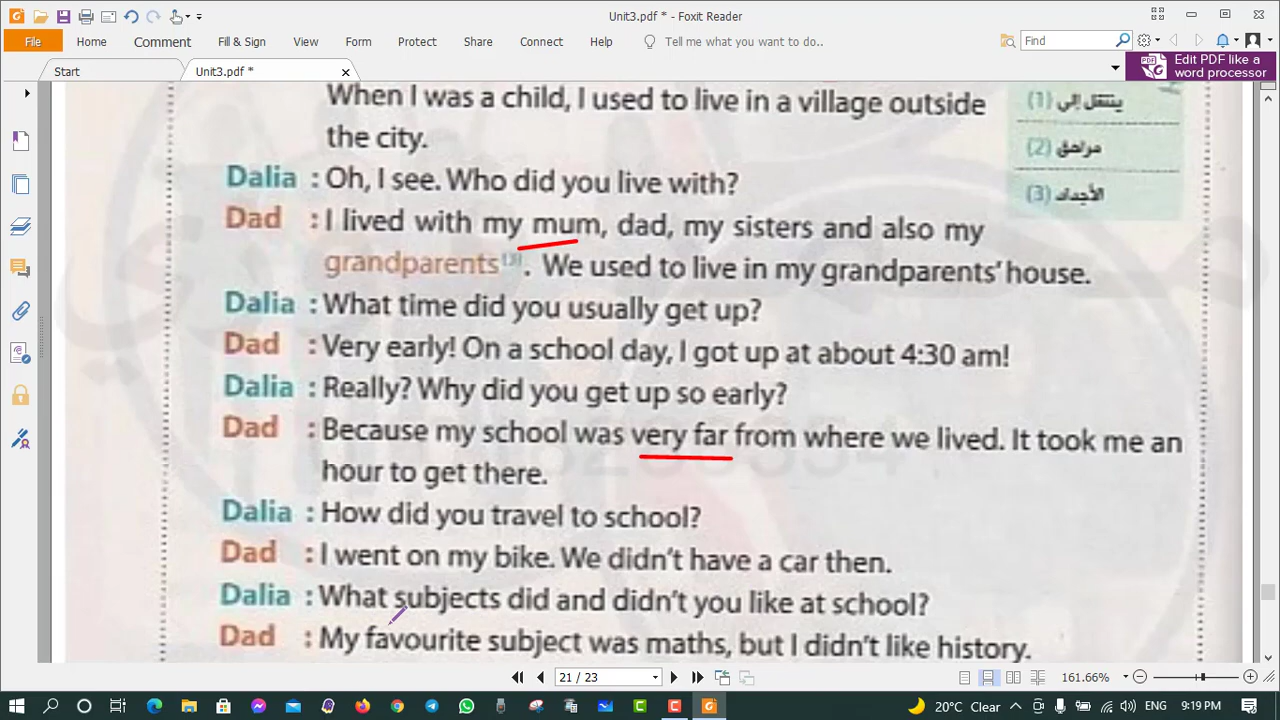 Unit3.pdf * - Foxit Reader
File Home Comment Fill & Sign View Form Protect Share Connect Help Tell me what you want to do.. Find
Start Unit3.pdf * Edit PDF like a
word processor
When I was a child, I used to live in a village outside
the city.
(1) ينتقل إلى
(2) مراهق
(3) الأجداد
Dalia : Oh, I see. Who did you live with?
Dad : I lived with my mum, dad, my sisters and also my
grandparents(3). We used to live in my grandparents' house.
Dalia : What time did you usually get up?
Dad : Very early! On a school day, I got up at about 4:30 am!
Dalia : Really? Why did you get up so early?
Dad : Because my school was very far from where we lived. It took me an
hour to get there.
Dalia : How did you travel to school?
Dad : I went on my bike. We didn't have a car then.
Dalia : What subjects did and didn't you like at school?
Dad : My favourite subject was maths, but I didn't like history.
21 / 23 161.66%
20°C Clear ENG 9:19 PM